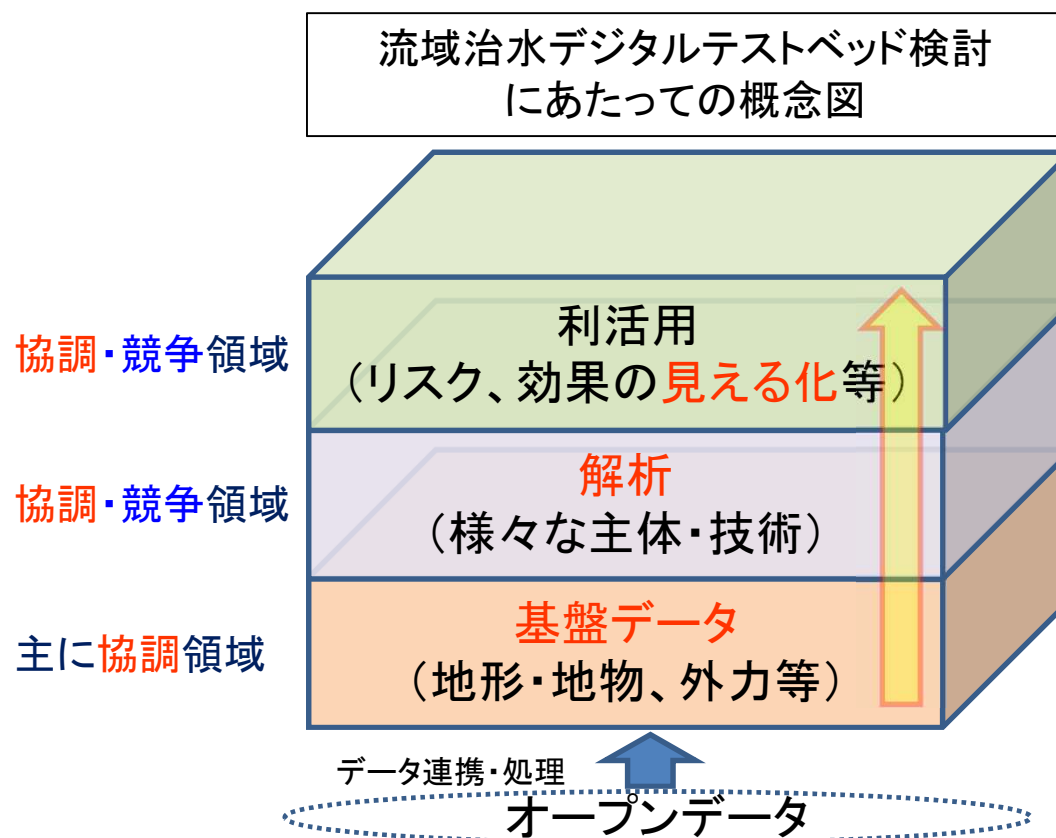 流域治水デジタルテストベッド検討
にあたっての概念図
協調・競争領域
利活用
（リスク、効果の見える化等）
協調・競争領域
解析
（様々な主体・技術）
主に協調領域
基盤データ
（地形・地物、外力等）
データ連携・処理
オープンデータ